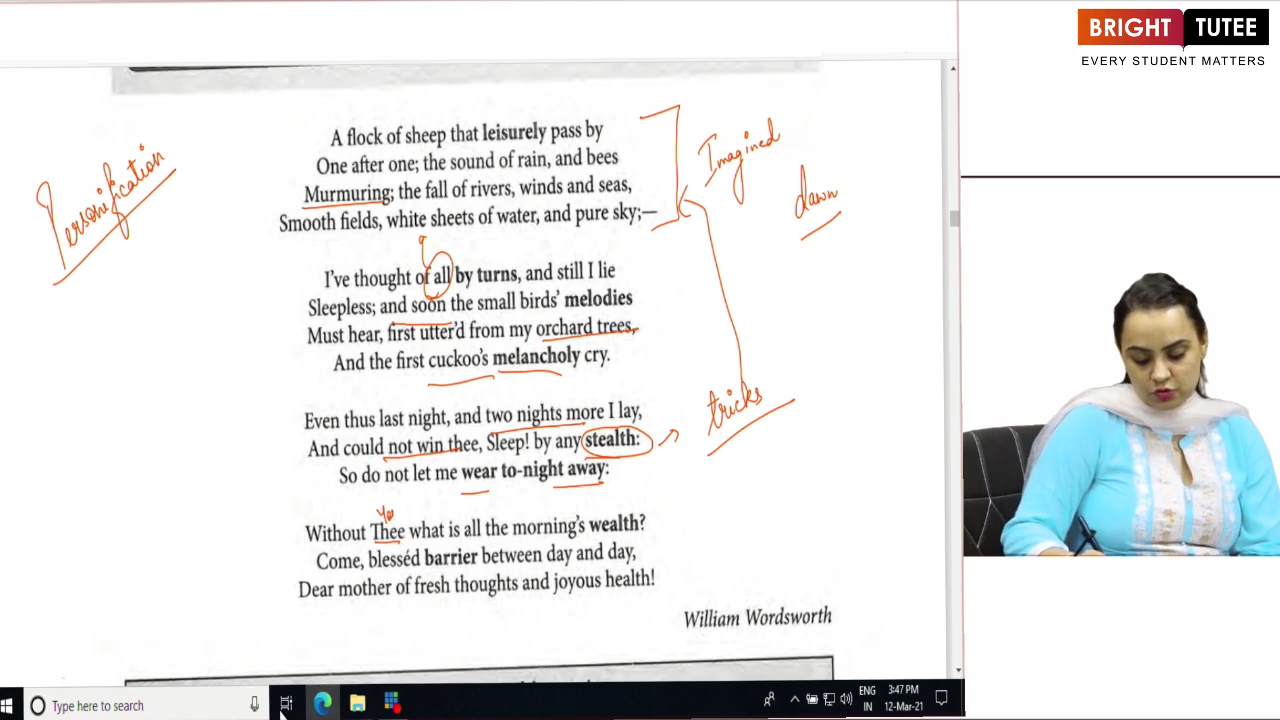 BRIGHT TUTEE
EVERY STUDENT MATTERS
Personification
A flock of sheep that leisurely pass by
One after one; the sound of rain, and bees
Murmuring; the fall of rivers, winds and seas,
Smooth fields, white sheets of water, and pure sky;—
Imagined
dawn
I've thought of all by turns, and still I lie
Sleepless; and soon the small birds' melodies
Must hear, first utter'd from my orchard trees,
And the first cuckoo's melancholy cry.
Even thus last night, and two nights more I lay,
And could not win thee, Sleep! by any stealth:
tricks
So do not let me wear to-night away:
You
Without Thee what is all the morning's wealth?
Come, blesséd barrier between day and day,
Dear mother of fresh thoughts and joyous health!
William Wordsworth
Type here to search
ENG
IN
3:47 PM
12-Mar-21